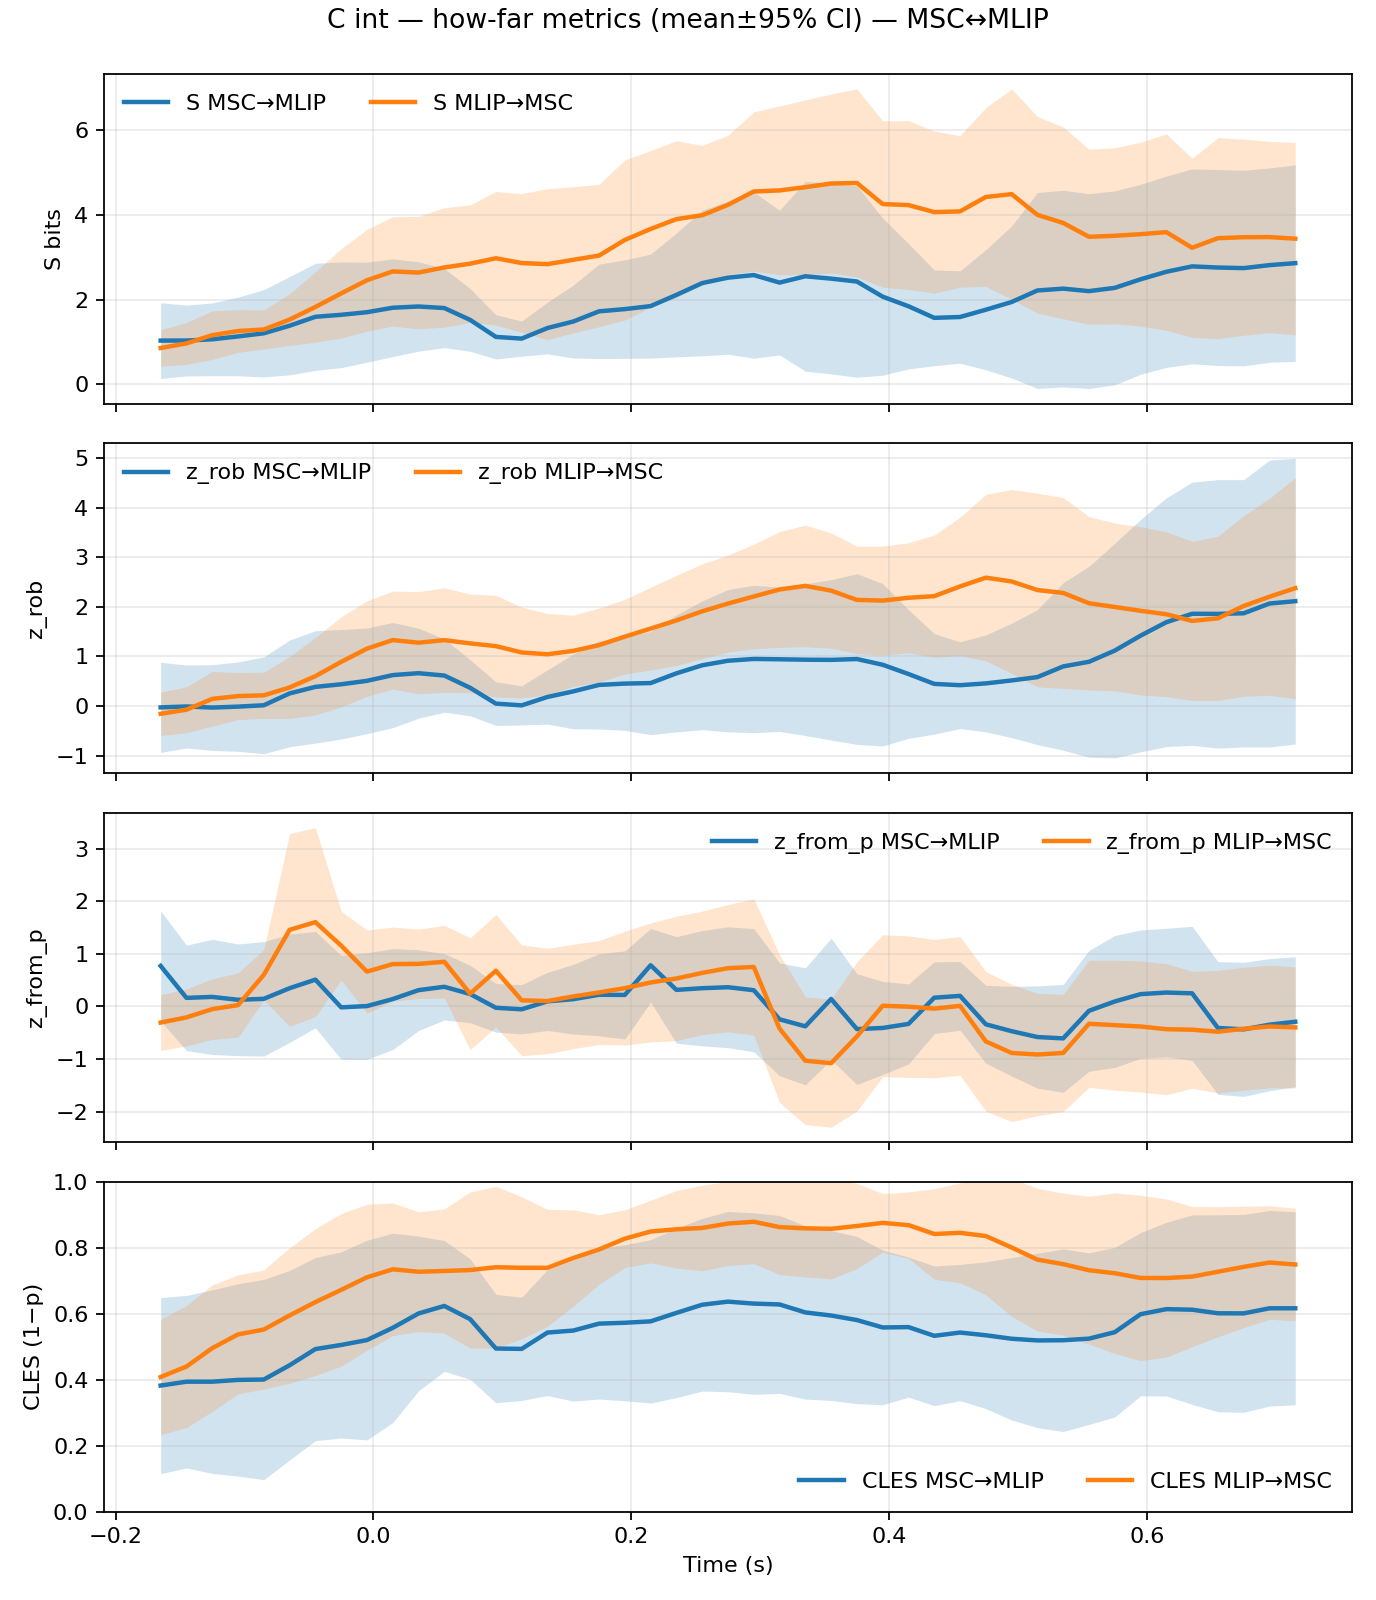 C int — how-far metrics (mean±95% CI) — MSC↔MLIP
S MSC→MLIP S MLIP→MSC
6
4
2
0
S bits
z_rob MSC→MLIP z_rob MLIP→MSC
5
4
3
2
1
0
−1
z_rob
z_from_p MSC→MLIP z_from_p MLIP→MSC
3
2
1
0
−1
−2
z_from_p
1.0
0.8
0.6
0.4
0.2
0.0
CLES (1−p)
CLES MSC→MLIP CLES MLIP→MSC
−0.2 0.0 0.2 0.4 0.6
Time (s)